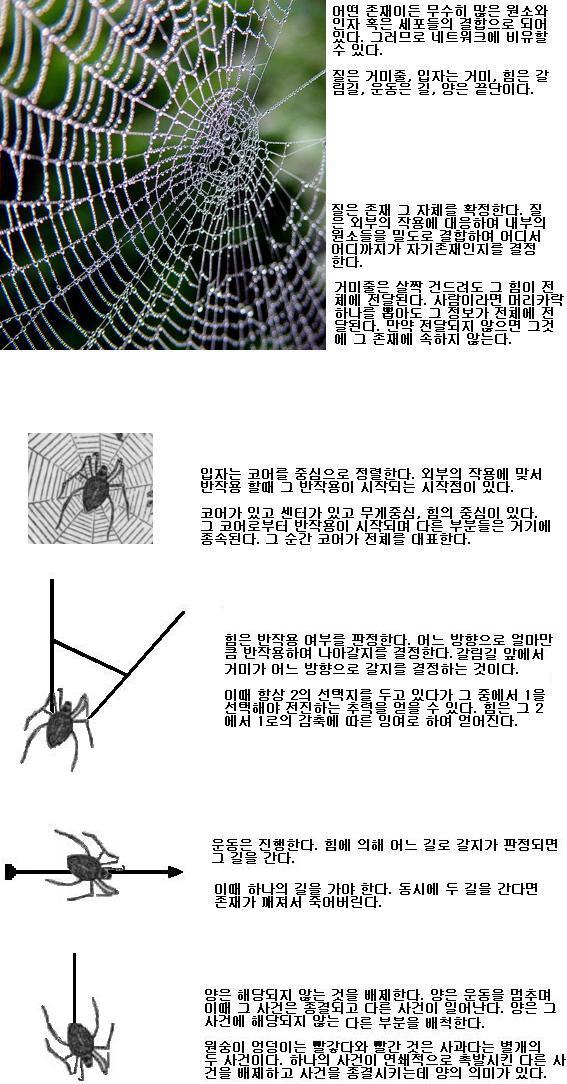 어떤 존재이든 무수히 많은 원소와
인자 혹은 세포들의 결합으로 되어
있다. 그러므로 네트워크에 비유할
수 있다.
질은 거미줄, 입자는 거미, 힘은 갈
림길, 운동은 길, 양은 끝단이다.
질은 존재 그 자체를 확정한다. 질
은 외부의 작용에 대응하며 내부의
원소들을 밀도로 결합하여 어디서
어디까지가 자기존재인지를 결정
한다.
거미줄은 살짝 건드려도 그 힘이 전
체에 전달된다. 사람이라면 머리카락
하나를 뽑아도 그 정보가 전체에 전
달된다. 만약 전달되지 않으면 그것
에 그 존재에 속하지 않는다.
입자는 코어를 중심으로 정렬한다. 외부의 작용에 맞서
반작용 할때 그 반작용이 시작되는 시작점이 있다.
코어가 있고 센터가 있고 무게중심, 힘의 중심이 있다.
그 코어로부터 반작용이 시작되며 다른 부분들은 거기에
종속된다. 그 순간 코어가 전체를 대표한다.
힘은 반작용 여부를 판정한다. 어느 방향으로 얼마만
큼 반작용하며 나아갈지를 결정한다. 갈림길 앞에서
거미가 어느 방향으로 갈지를 결정하는 것이다.
이때 항상 2의 선택지를 두고 있다가 그 중에서 1을
선택해야 전진하는 추력을 얻을 수 있다. 힘은 그 2
에서 1로의 감축에 따른 잉여로 하여 얻어진다.
운동은 진행한다. 힘에 의해 어느 길로 갈지가 판정되면
그 길을 간다.
이때 하나의 길을 가야 한다. 동시에 두 길을 간다면
존재가 깨져서 죽어버린다.
양은 해당되지 않는 것을 배제한다. 양은 운동을 멈추며
이때 그 사건은 종결되고 다른 사건이 일어난다. 양은 그
사건에 해당되지 않는 다른 부분을 배척한다.
원숭이 엉덩이는 빨갛다와 빨간 것은 사과다는 별개의
두 사건이다. 하나의 사건이 연쇄적으로 촉발시킨 다른 사
건을 배제하고 사건을 종결시키는데 양의 의미가 있다.